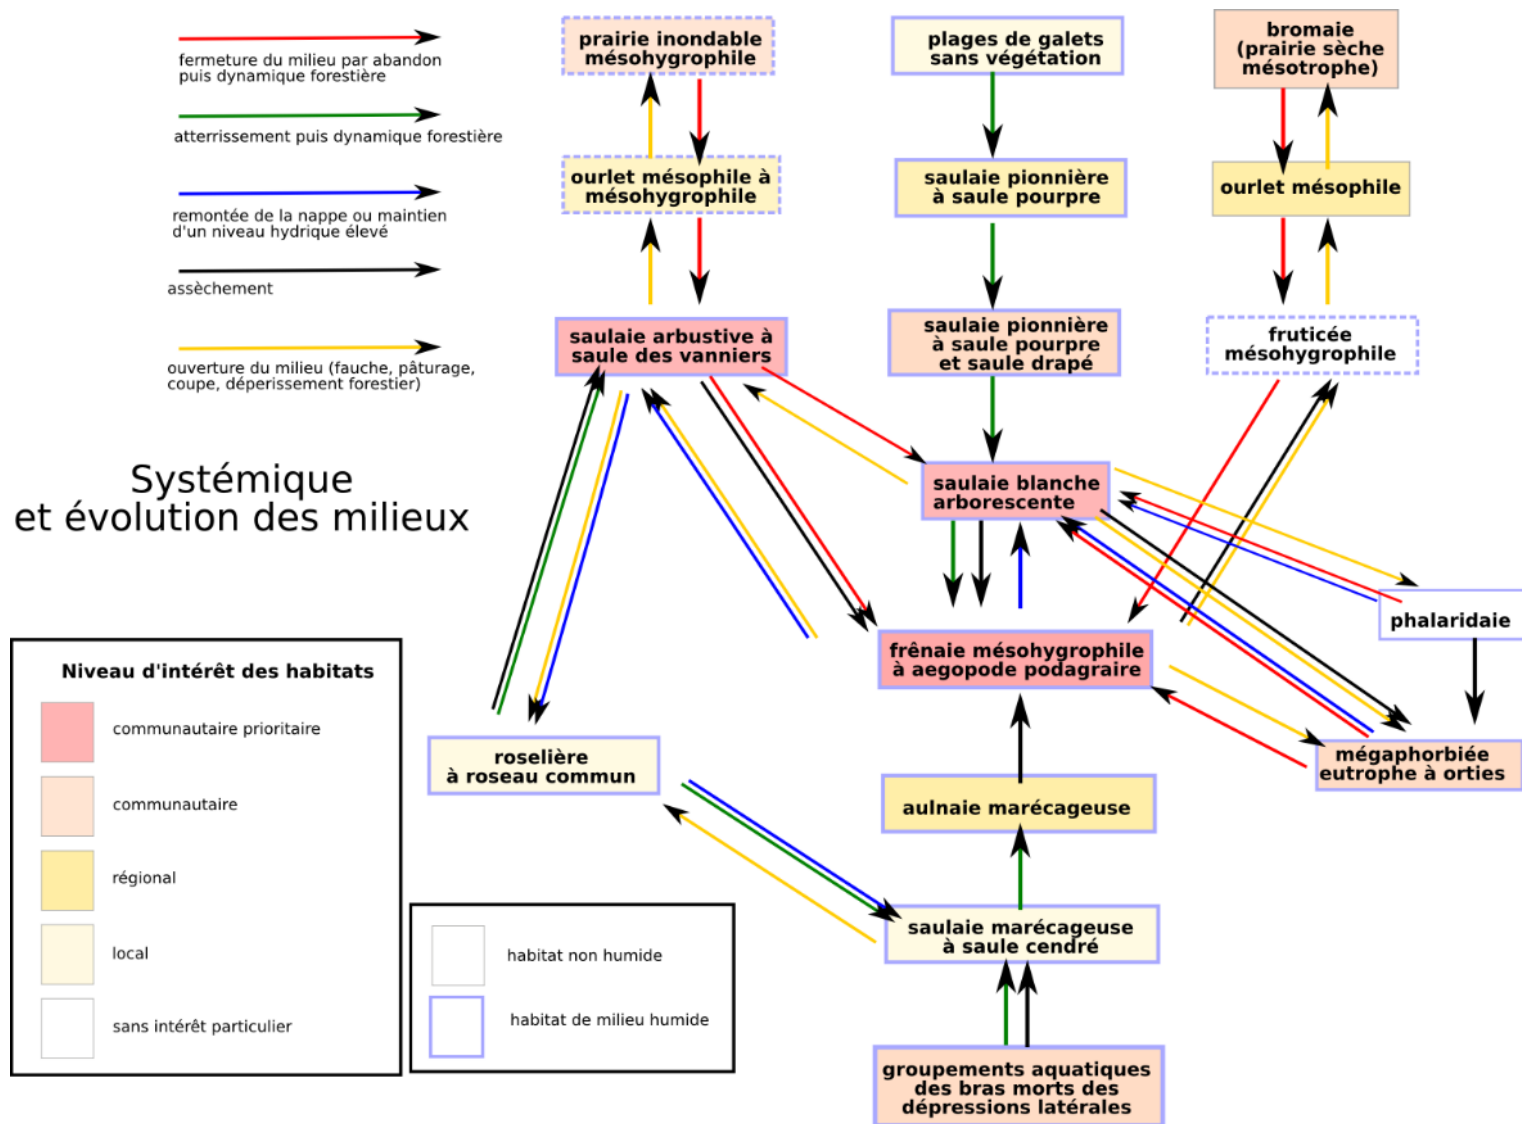 fermeture du milieu par abandon
puis dynamique forestière
atterrissement puis dynamique forestière
remontée de la nappe ou maintien
d'un niveau hydrique élevé
assèchement
ouverture du milieu (fauche, pâturage,
coupe, déperissement forestier)
Systémique
et évolution des milieux
prairie inondable
mésohygrophile
plages de galets
sans végétation
bromaie
(prairie sèche
mésotrophe)
ourlet mésophile à
mésohygrophile
saulaie pionnière
à saule pourpre
ourlet mésophile
saulaie arbustive à
saule des vanniers
saulaie pionnière
à saule pourpre
et saule drapé
fruticée
mésohygrophile
saulaie blanche
arborescente
phalaridaie
frênaie mésohygrophile
à aegopode podagraire
roselière
à roseau commun
mégaphorbiée
eutrophe à orties
aulnaie marécageuse
saulaie marécageuse
à saule cendré
groupements aquatiques
des bras morts des
dépressions latérales
Niveau d'intérêt des habitats
communautaire prioritaire
communautaire
régional
local
sans intérêt particulier
habitat non humide
habitat de milieu humide